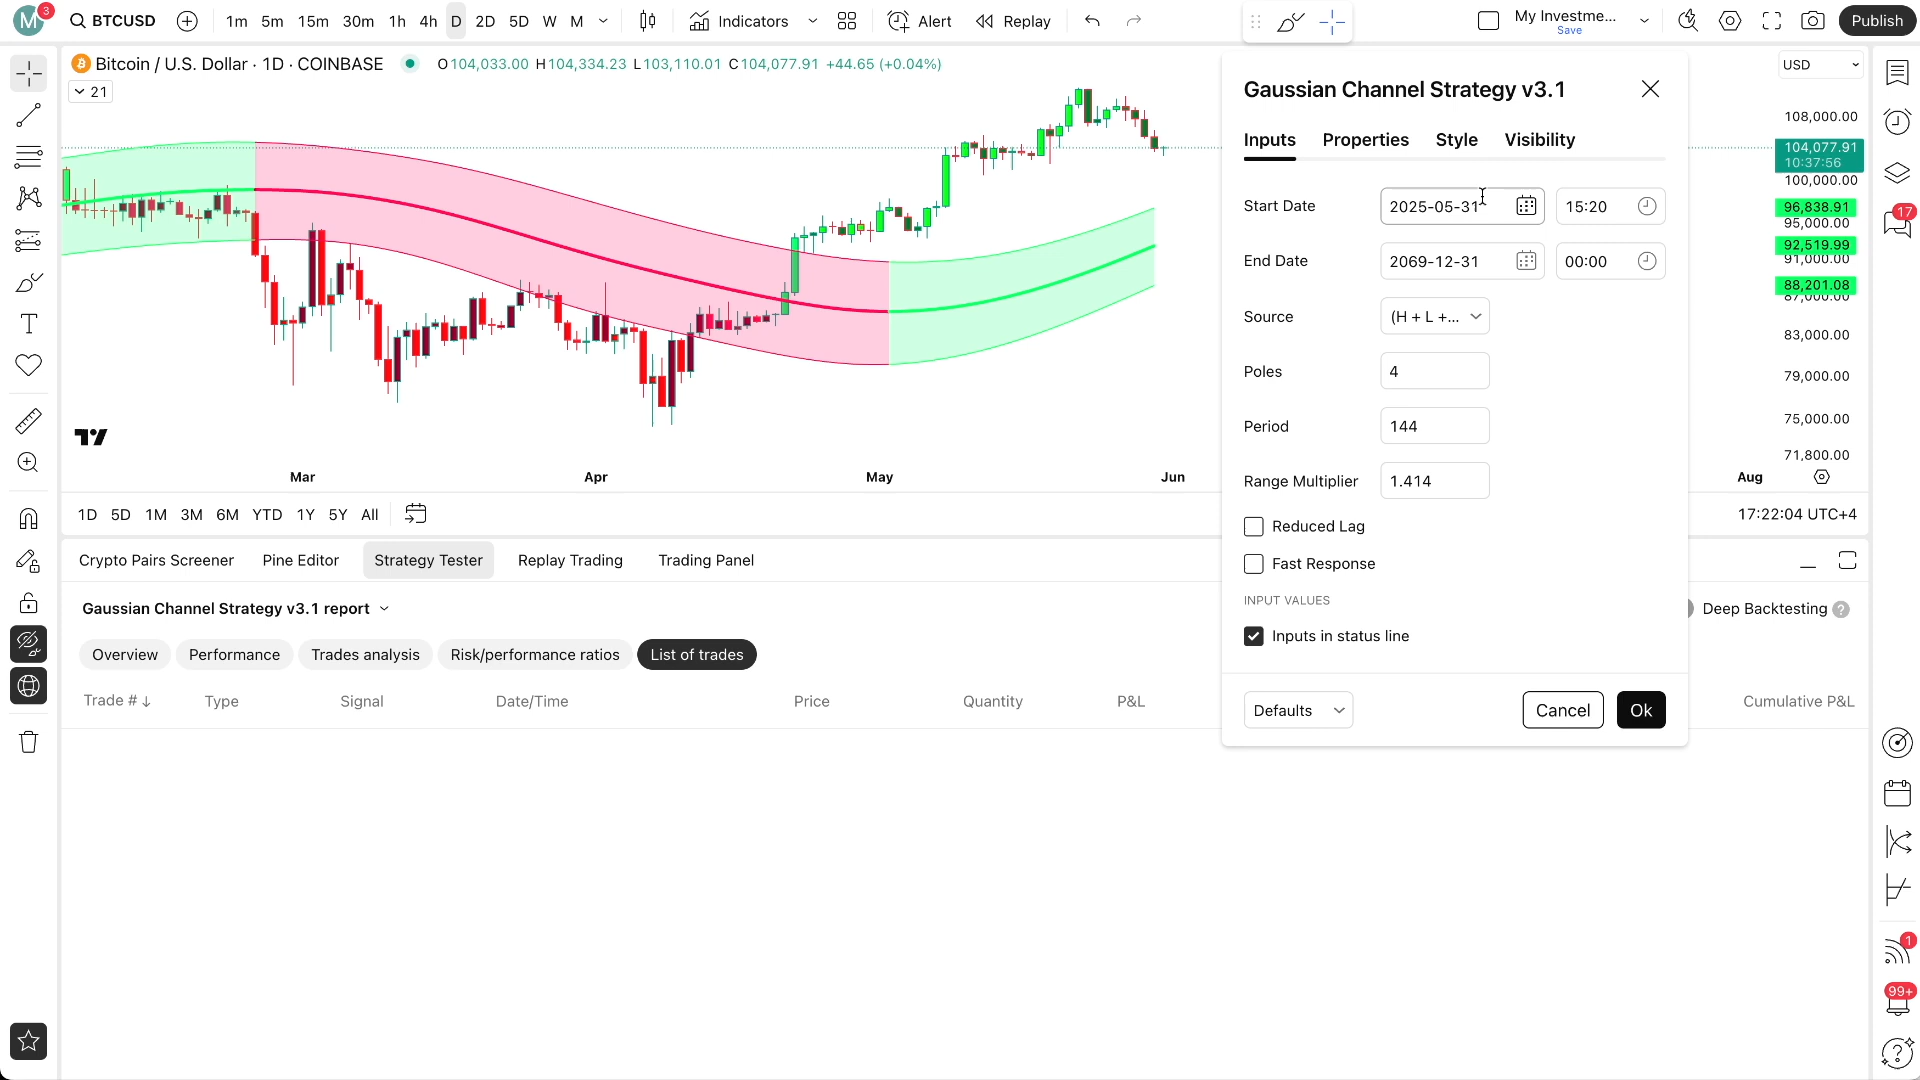 M 3 BTCUSD 1m 5m 15m 30m 1h 4h D 2D 5D W M Indicators Alert Replay My Investme... Save Publish
Bitcoin / U.S. Dollar · 1D · COINBASE O104,033.00 H104,334.23 L103,110.01 C104,077.91 +44.65 (+0.04%)
21
USD
108,000.00
104,077.91
10:37:56
100,000.00
96,838.91
95,000.00
92,519.99
91,000.00
88,201.08
87,000.00
83,000.00
79,000.00
75,000.00
71,800.00
Mar Apr May Jun Aug
1D 5D 1M 3M 6M YTD 1Y 5Y All 17:22:04 UTC+4
Gaussian Channel Strategy v3.1
Inputs Properties Style Visibility
Start Date 2025-05-31 15:20
End Date 2069-12-31 00:00
Source (H + L +...
Poles 4
Period 144
Range Multiplier 1.414
Reduced Lag
Fast Response
INPUT VALUES
Inputs in status line
Defaults Cancel Ok
Crypto Pairs Screener Pine Editor Strategy Tester Replay Trading Trading Panel
Gaussian Channel Strategy v3.1 report Deep Backtesting ?
Overview Performance Trades analysis Risk/performance ratios List of trades
Trade # ↓ Type Signal Date/Time Price Quantity P&L Cumulative P&L
17
1
99+